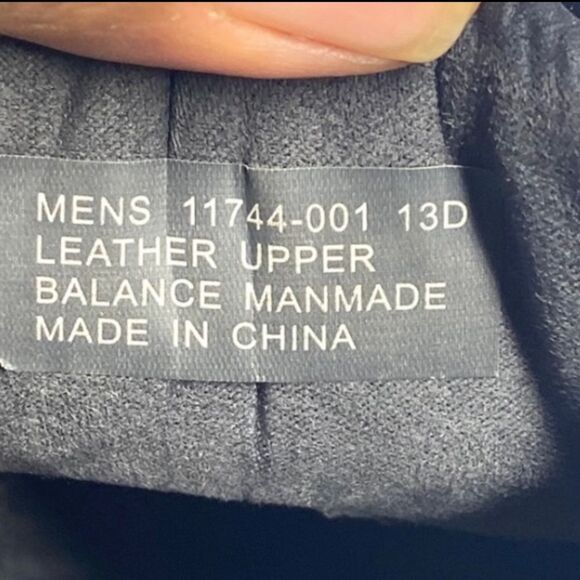 MENS 11744-001 13D
LEATHER UPPER
BALANCE MANMADE
MADE IN CHINA